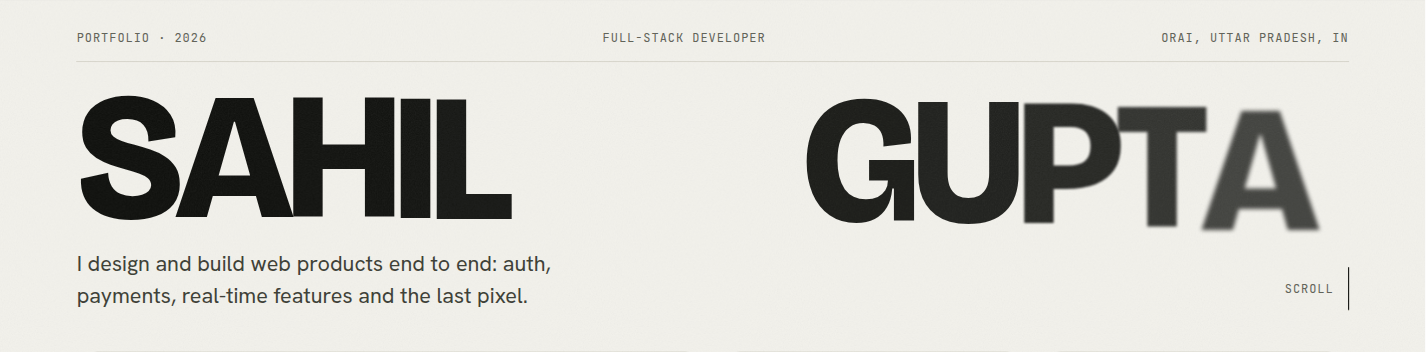 PORTFOLIO · 2026
FULL-STACK DEVELOPER
ORAI, UTTAR PRADESH, IN
SAHIL GUPTA
I design and build web products end to end: auth,
payments, real-time features and the last pixel.
SCROLL